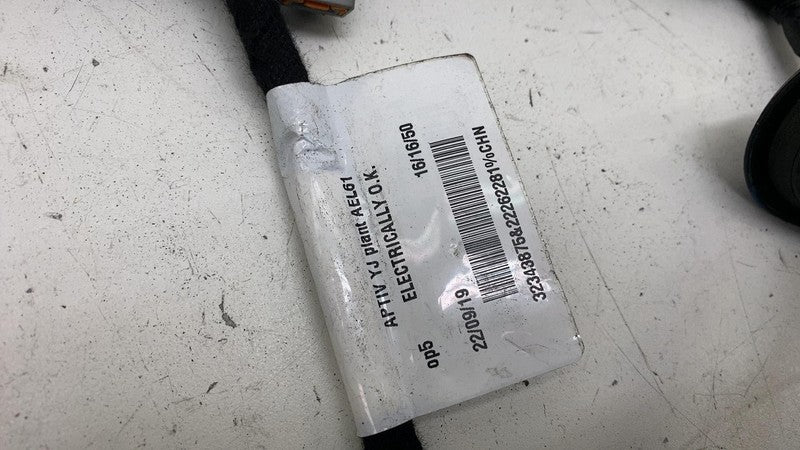 APTIV YJ plant AEL61
ELECTRICALLY O.K.
op5 16/16/50
22/09/19
32343875&22262281%CHN